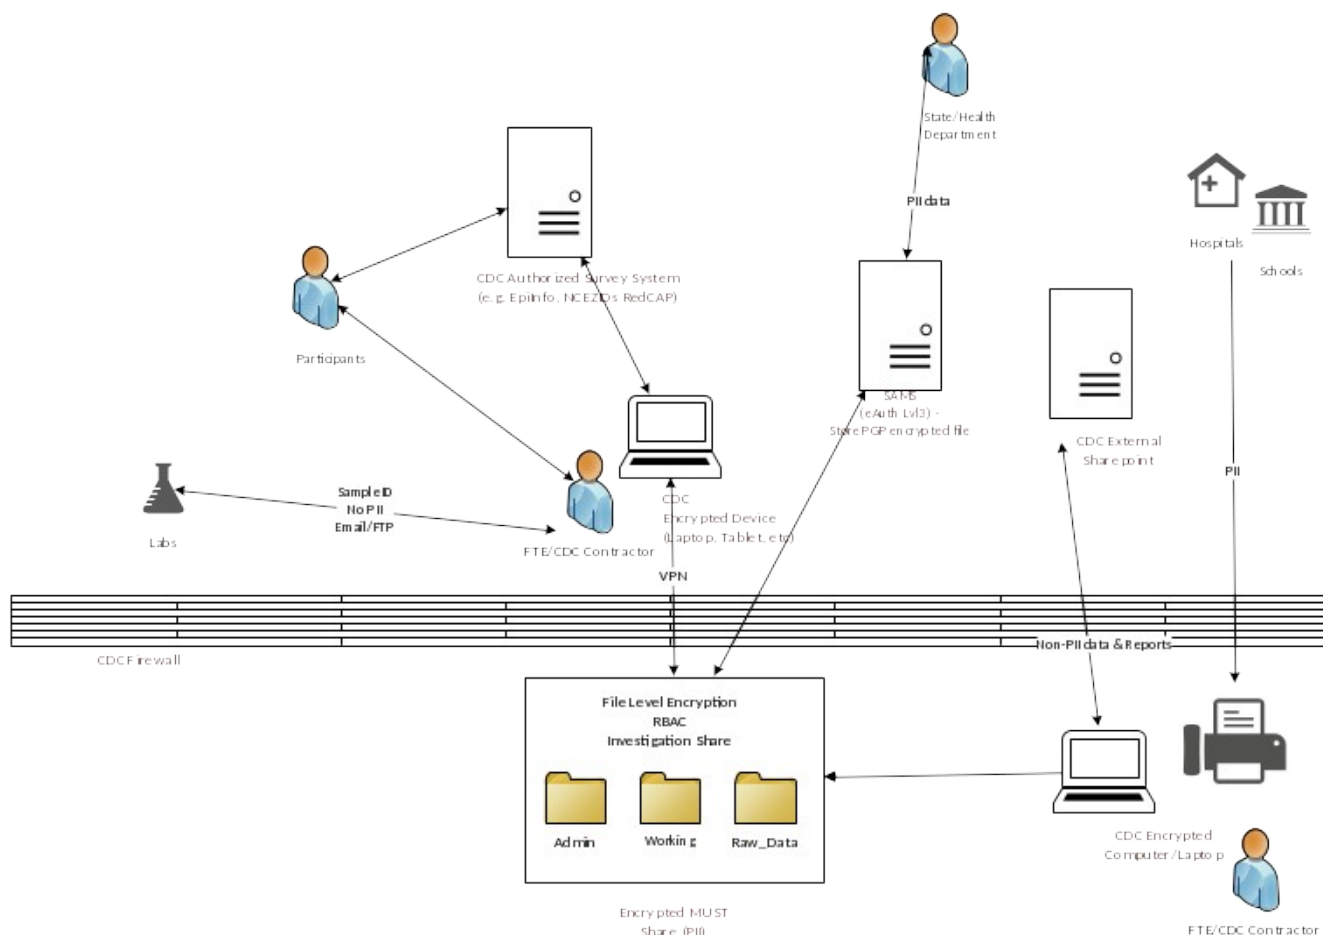 State/Health
Department
PII data
Hospitals
Schools
CDC Authorized Survey System
(e.g. EpiInfo, NCEZIDs RedCAP)
Participants
SAMS
(eAuth Lvl3) -
Store PGP encrypted file
CDC External
Sharepoint
PII
Sample ID
No PII
Email/FTP
Labs
FTE/CDC Contractor
CDC
Encrypted Device
(Laptop, Tablet, etc)
VPN
CDC Firewall
Non-PII data & Reports
File Level Encryption
RBAC
Investigation Share
Admin
Working
Raw_Data
Encrypted MUST
Share (PII)
CDC Encrypted
Computer/Laptop
FTE/CDC Contractor